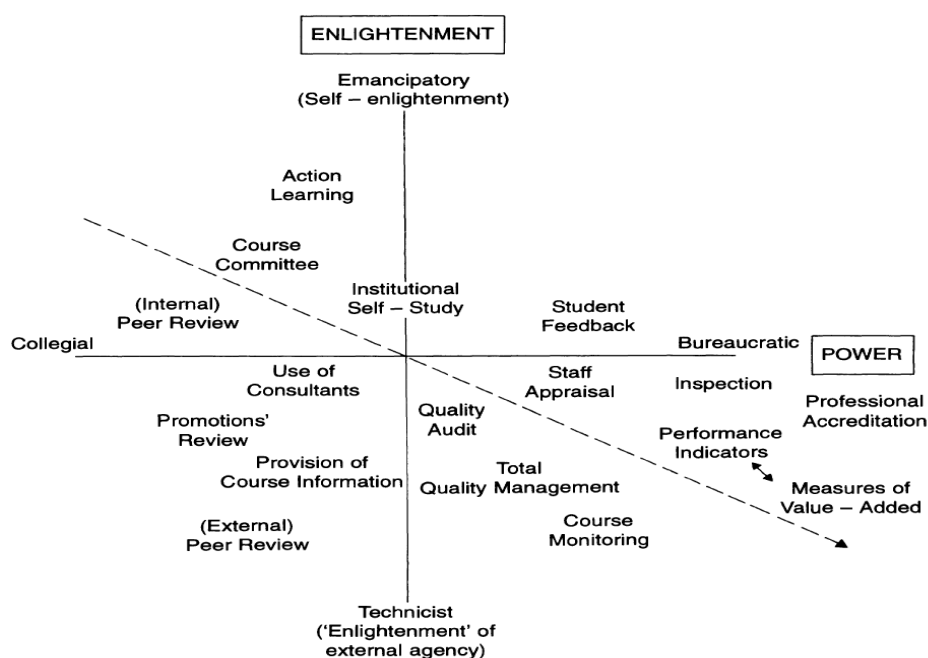 ENLIGHTENMENT
Emancipatory
(Self – enlightenment)
Action
Learning
Course
Committee
Institutional
Self – Study
(Internal)
Peer Review
Student
Feedback
Collegial
Bureaucratic
POWER
Use of
Consultants
Staff
Appraisal
Inspection
Professional
Accreditation
Quality
Audit
Promotions'
Review
Performance
Indicators
Provision of
Course Information
Total
Quality Management
Measures of
Value – Added
(External)
Peer Review
Course
Monitoring
Technicist
('Enlightenment' of
external agency)